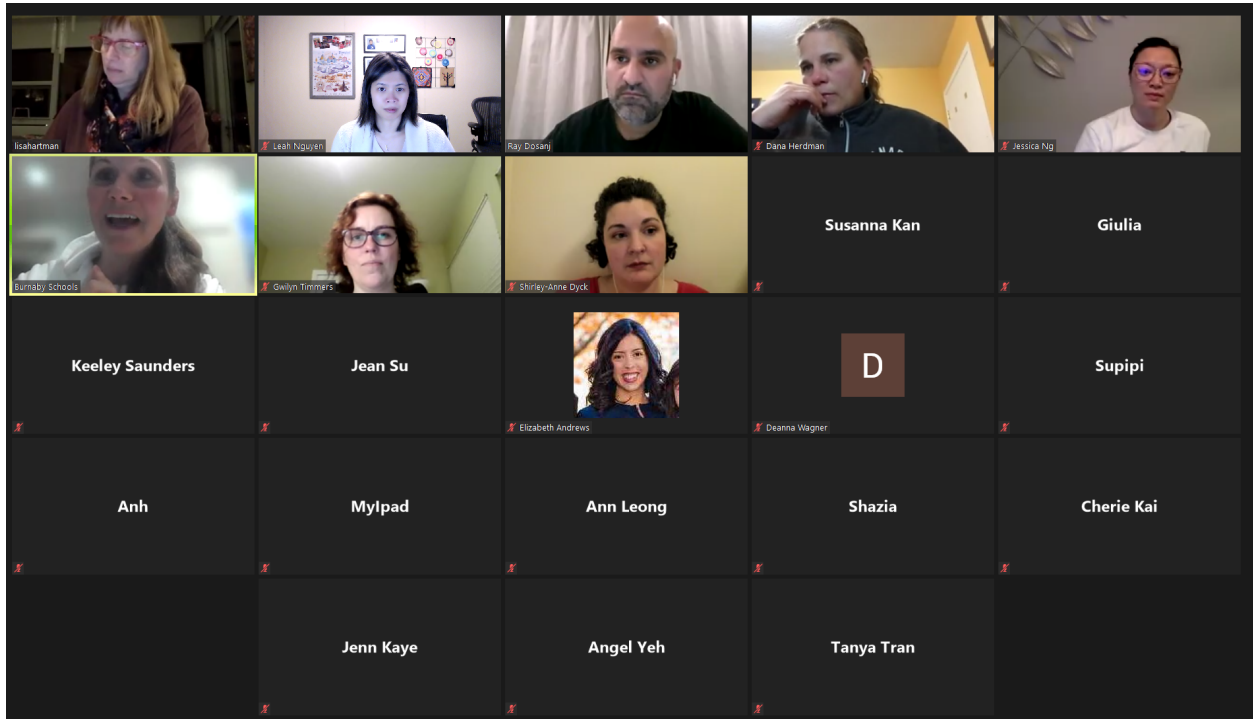 lisahartman
Leah Nguyen
Ray Dosanj
Dana Herdman
Jessica Ng
Burnaby Schools
Gwilyn Timmers
Shirley-Anne Dyck
Susanna Kan
Giulia
Keeley Saunders
Jean Su
Elizabeth Andrews
D
Deanna Wagner
Supipi
Anh
MyIpad
Ann Leong
Shazia
Cherie Kai
Jenn Kaye
Angel Yeh
Tanya Tran